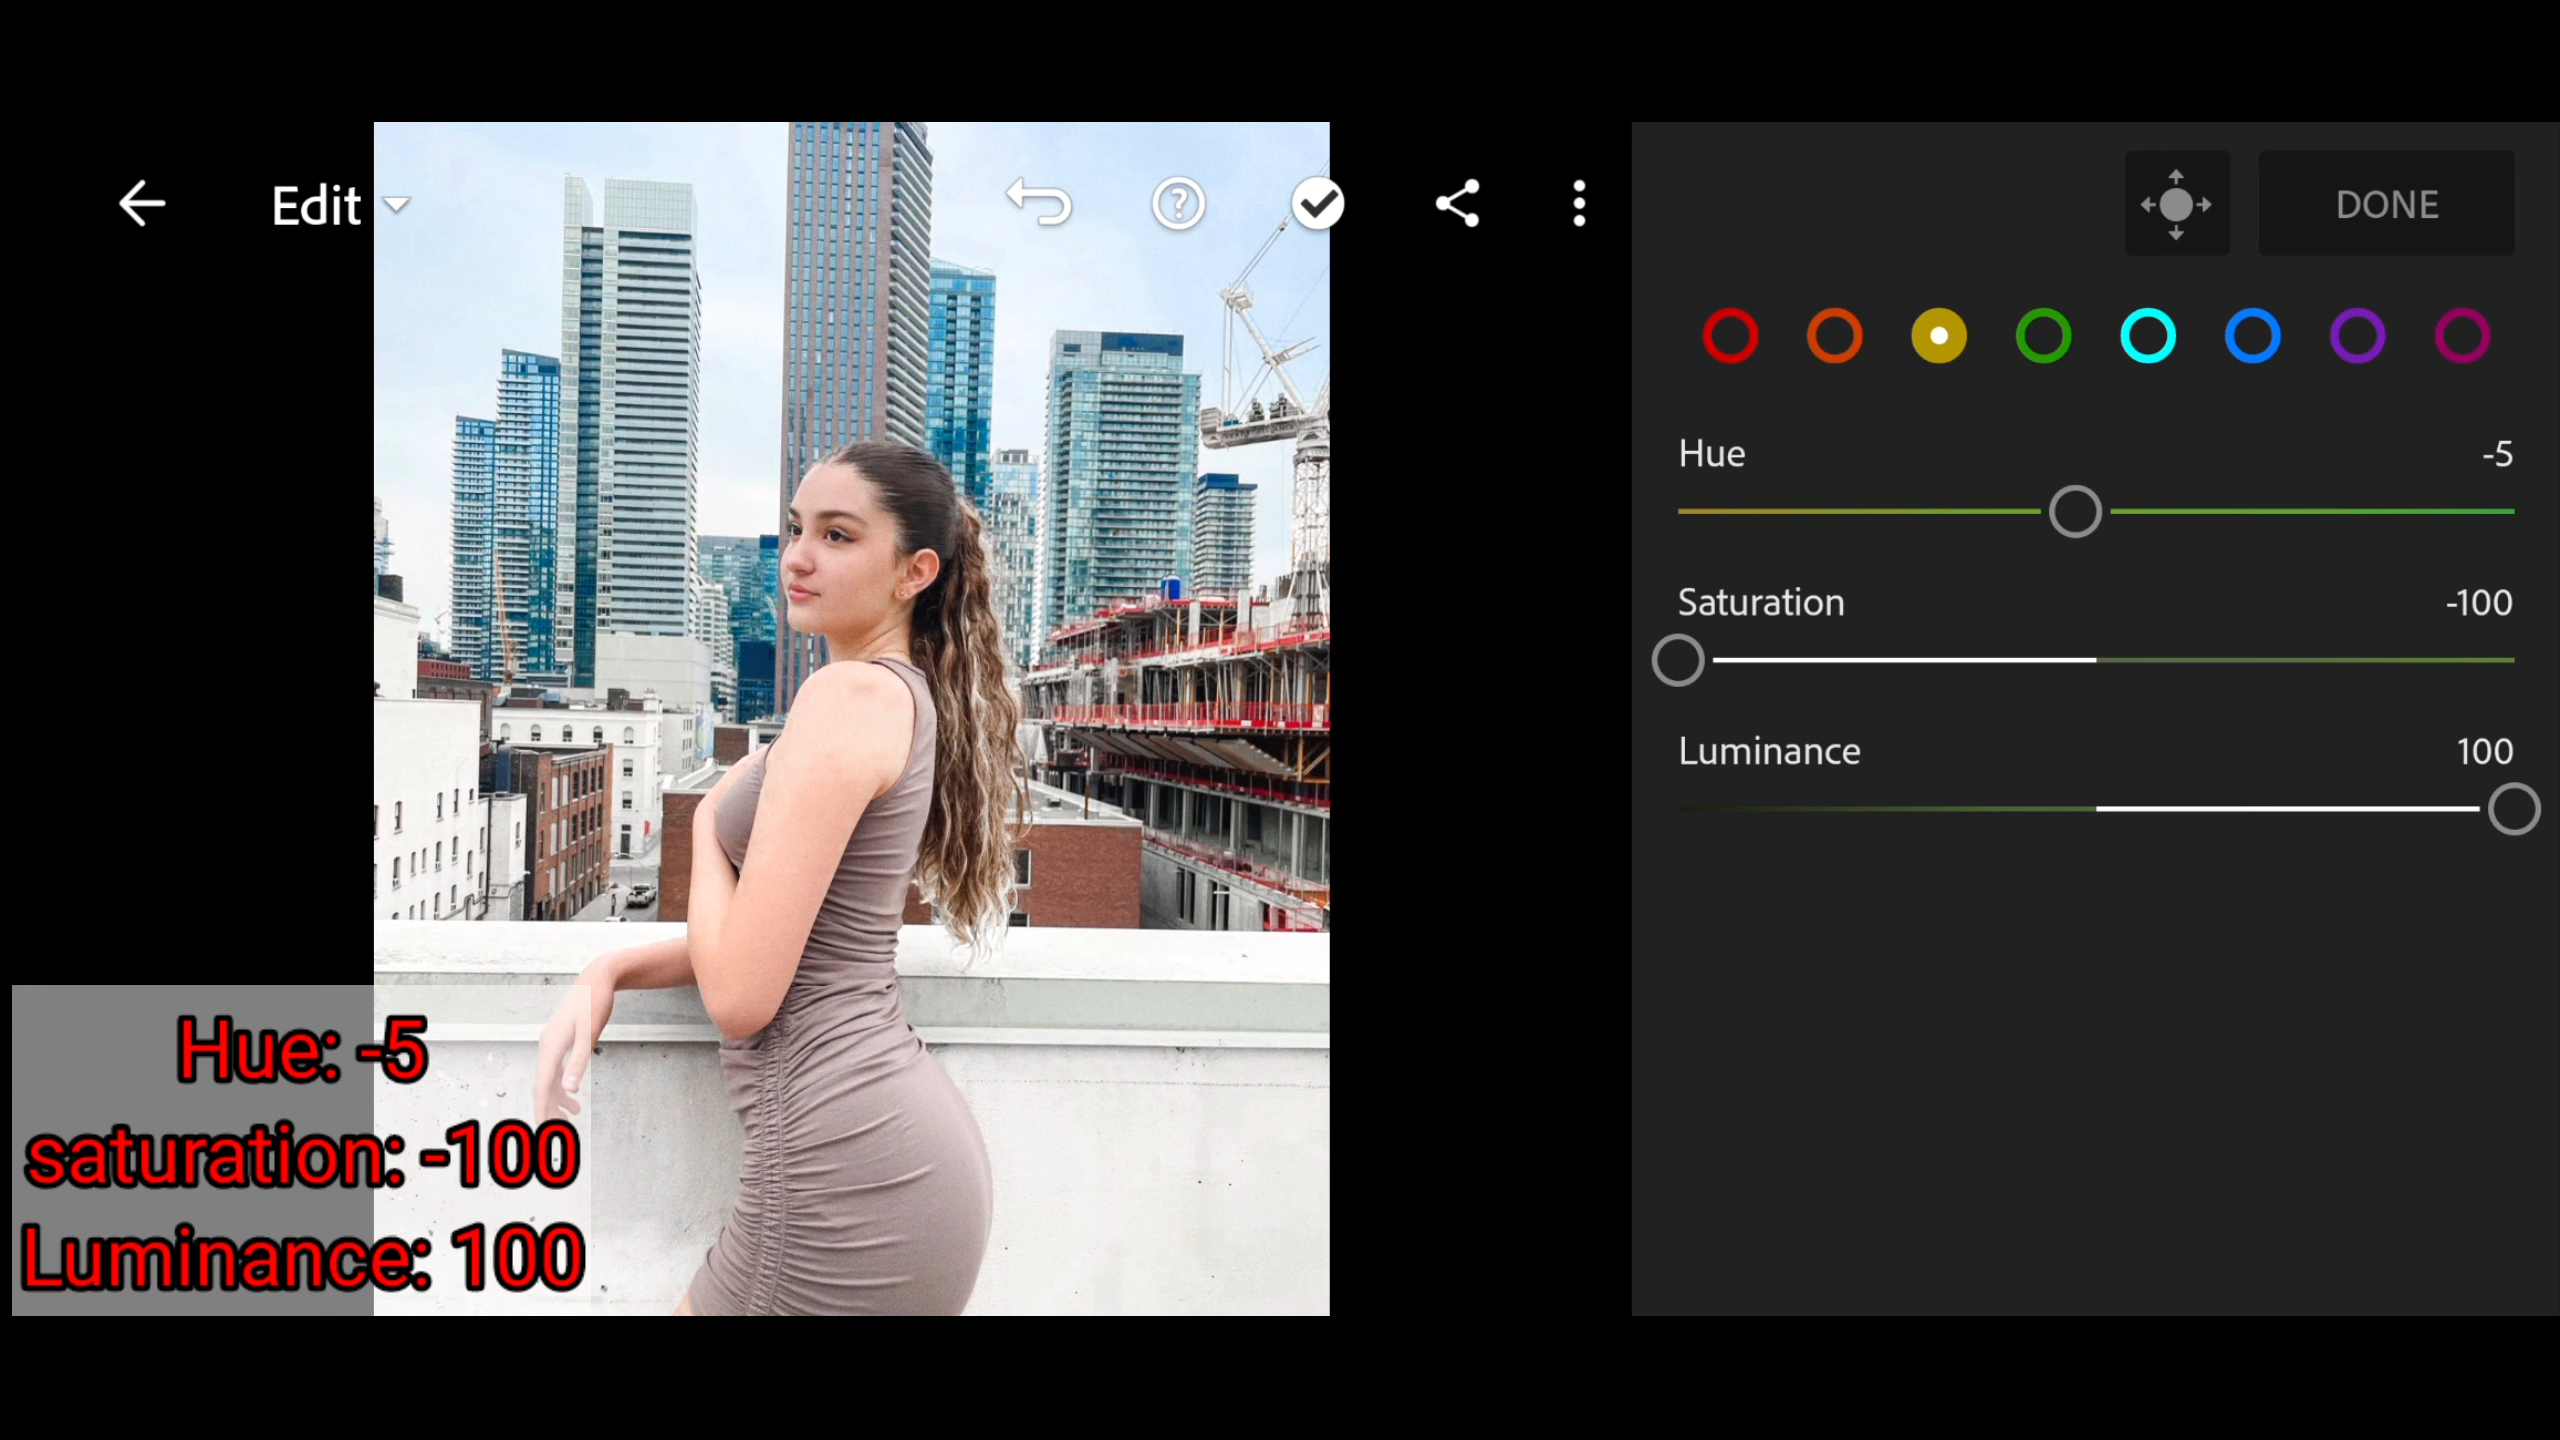 Edit
DONE
Hue -5
Saturation -100
Luminance 100
Hue: -5
saturation: -100
Luminance: 100